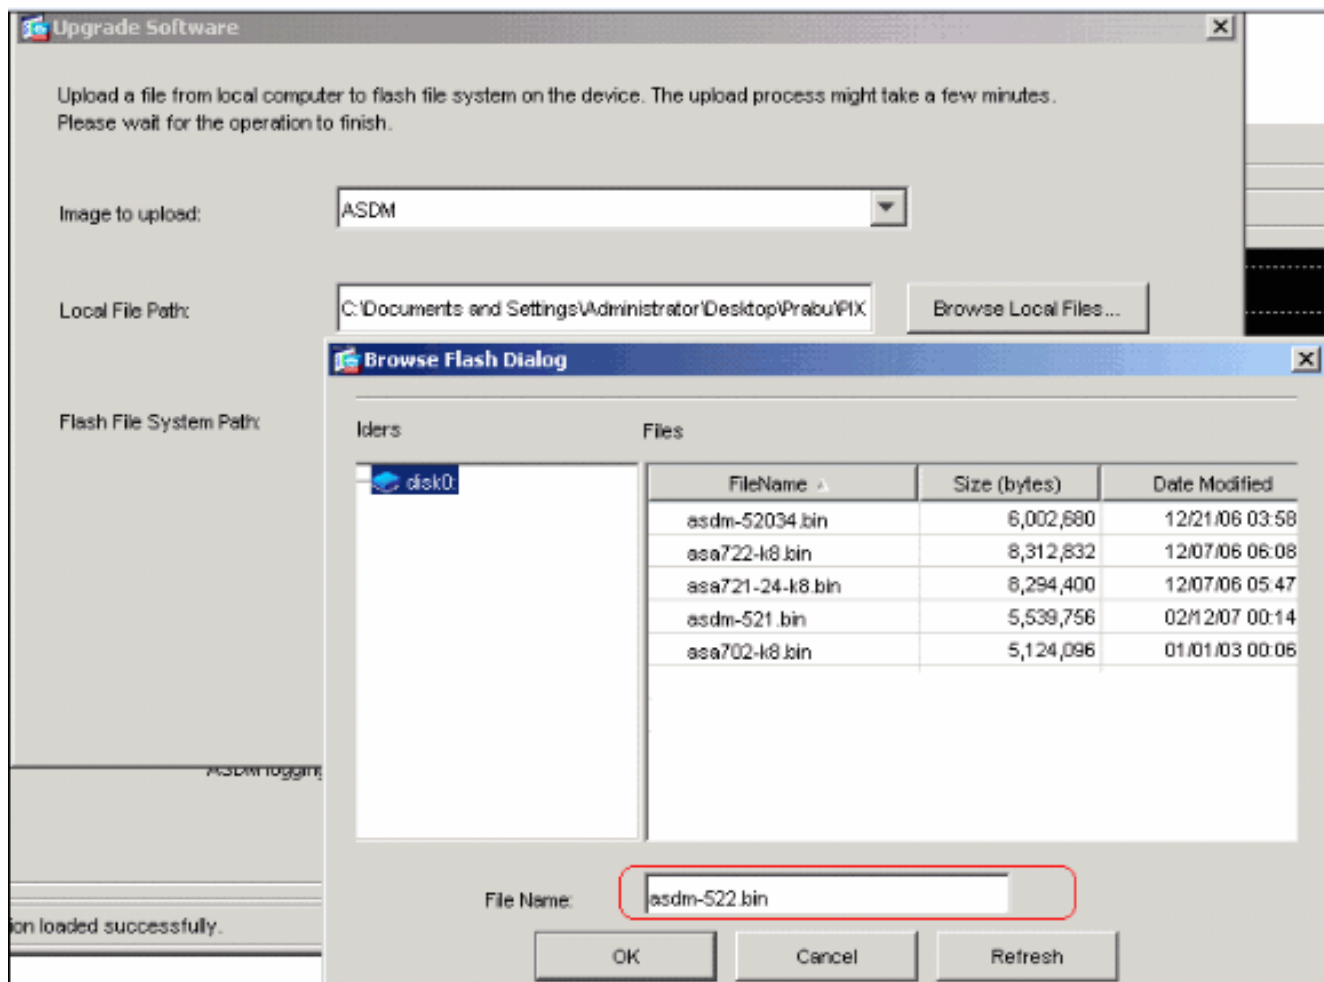 Upgrade Software
Upload a file from local computer to flash file system on the device. The upload process might take a few minutes.
Please wait for the operation to finish.
Image to upload: ASDM
Local File Path: C:\Documents and Settings\Administrator\Desktop\Prabu\PIX Browse Local Files...
Browse Flash Dialog
Flash File System Path:
lders Files
disk0:
FileName Size (bytes) Date Modified
asdm-52034.bin 6,002,680 12/21/06 03:58
asa722-k8.bin 8,312,832 12/07/06 06:08
asa721-24-k8.bin 8,294,400 12/07/06 05:47
asdm-521.bin 5,539,756 02/12/07 00:14
asa702-k8.bin 5,124,096 01/01/03 00:06
ASDM logging
File Name: asdm-522.bin
ion loaded successfully.
OK Cancel Refresh